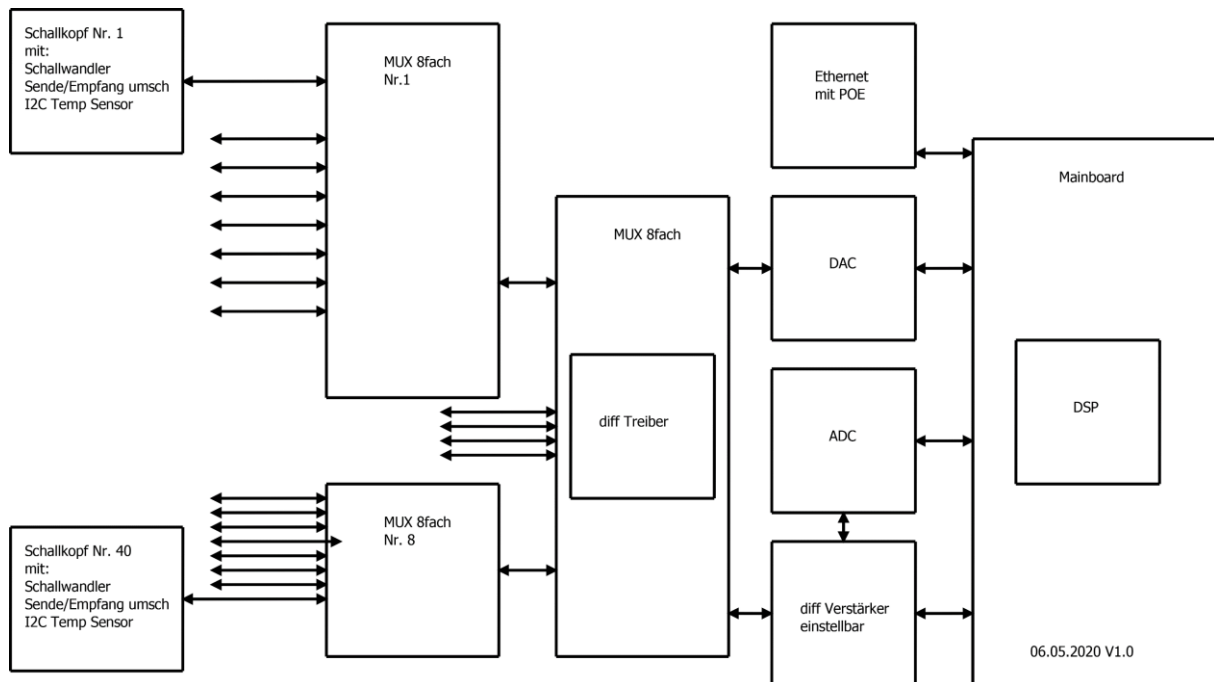 Schallkopf Nr. 1
mit:
Schallwandler
Sende/Empfang umsch
I2C Temp Sensor
MUX 8fach
Nr.1
Ethernet
mit POE
Mainboard
MUX 8fach
DAC
diff Treiber
ADC
DSP
Schallkopf Nr. 40
mit:
Schallwandler
Sende/Empfang umsch
I2C Temp Sensor
MUX 8fach
Nr. 8
diff Verstärker
einstellbar
06.05.2020 V1.0